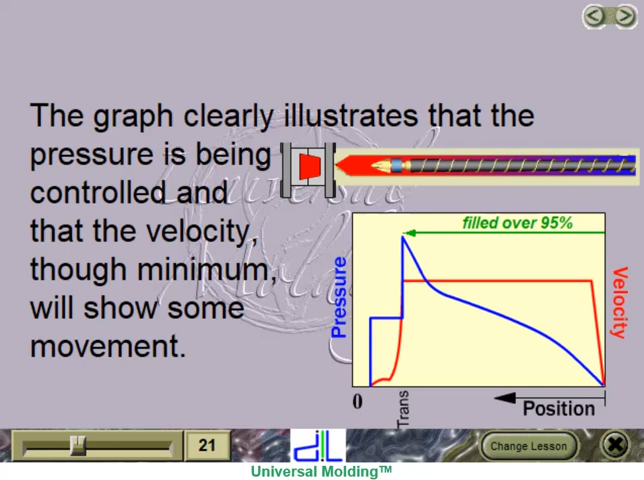 The graph clearly illustrates that the
pressure is being
controlled and
that the velocity,
though minimum,
will show some
movement.
filled over 95%
Pressure
Velocity
0
Trans
Position
21
Change Lesson
Universal Molding™